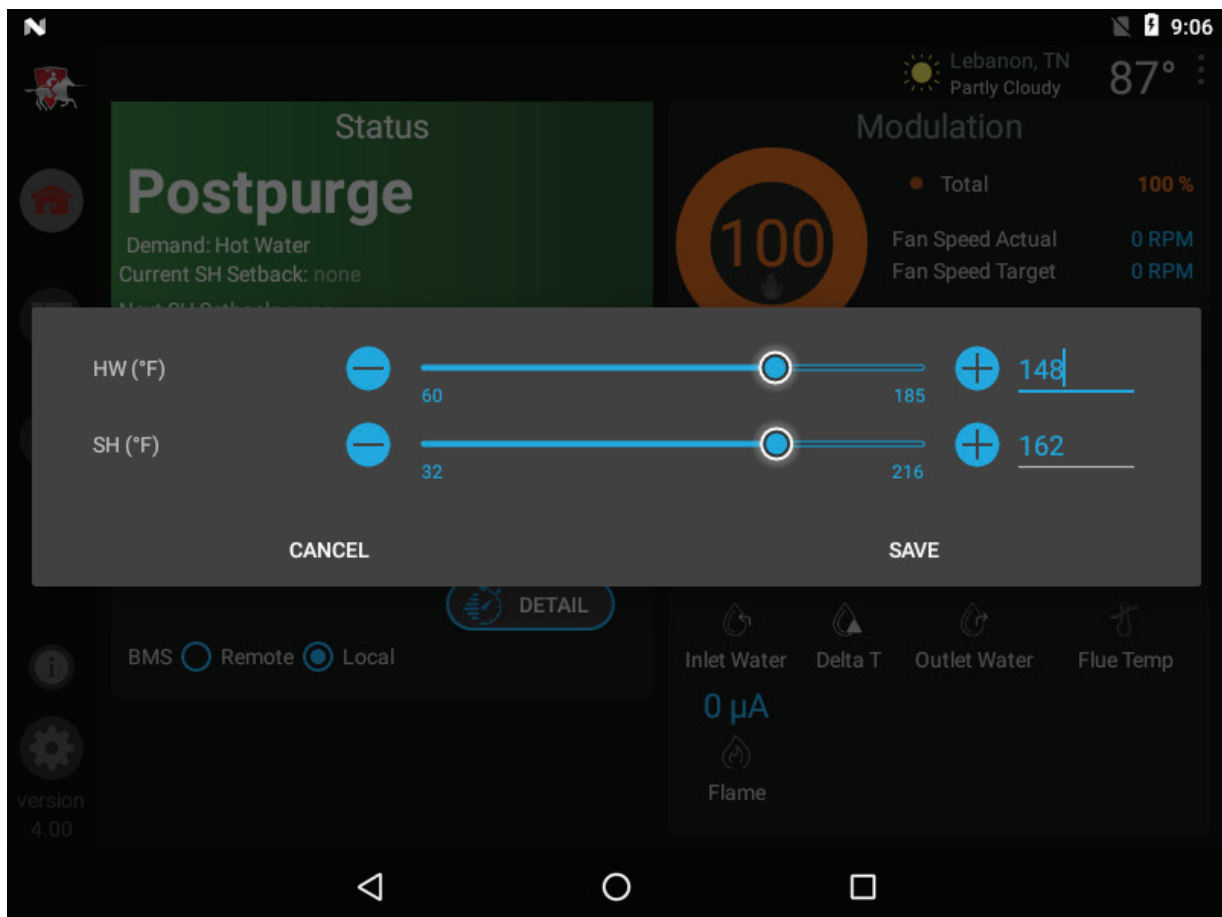 9:06
Lebanon, TN
Partly Cloudy
87°
Status
Postpurge
Demand: Hot Water
Current SH Setback: none
Modulation
100
Total 100 %
Fan Speed Actual 0 RPM
Fan Speed Target 0 RPM
HW (°F)
60
185
148
SH (°F)
32
216
162
CANCEL
SAVE
DETAIL
BMS Remote Local
Inlet Water Delta T Outlet Water Flue Temp
0 µA
Flame
version
4.00